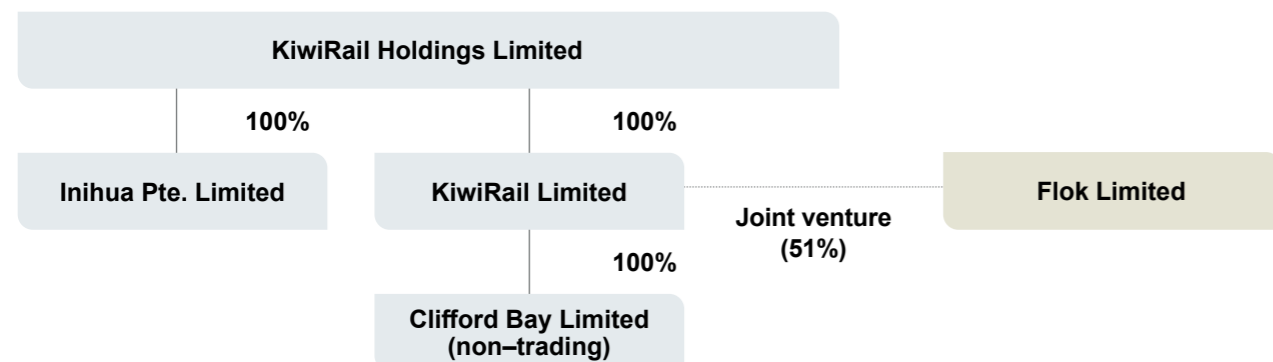 KiwiRail Holdings Limited
100%
100%
Inihua Pte. Limited
KiwiRail Limited
Flok Limited
Joint venture
(51%)
100%
Clifford Bay Limited
(non–trading)